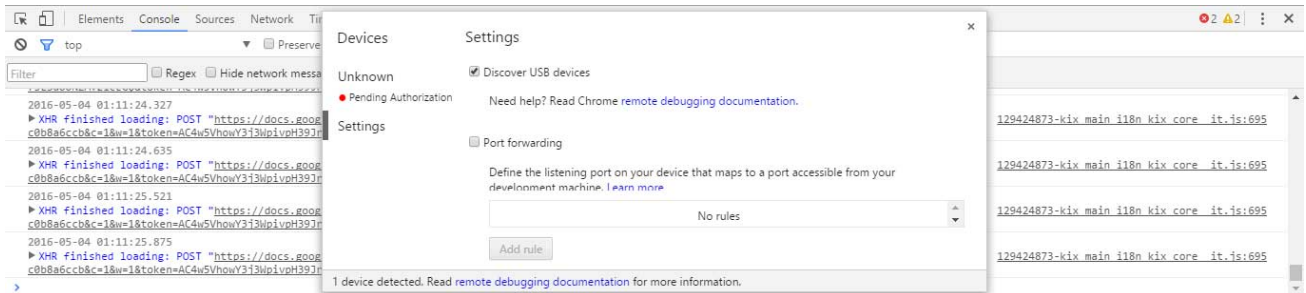 Elements Console Sources Network Ti
2 2
top Preserve
Filter Regex Hide network messa
2016-05-04 01:11:24.327
XHR finished loading: POST "https://docs.goog
c0b8a6ccb&c=1&w=1&token=AC4w5VhowY3j3WpivpH39Jr
129424873-kix main i18n kix core it.js:695
2016-05-04 01:11:24.635
XHR finished loading: POST "https://docs.goog
c0b8a6ccb&c=1&w=1&token=AC4w5VhowY3j3WpivpH39Jr
129424873-kix main i18n kix core it.js:695
2016-05-04 01:11:25.521
XHR finished loading: POST "https://docs.goog
c0b8a6ccb&c=1&w=1&token=AC4w5VhowY3j3WpivpH39Jr
129424873-kix main i18n kix core it.js:695
2016-05-04 01:11:25.875
XHR finished loading: POST "https://docs.goog
c0b8a6ccb&c=1&w=1&token=AC4w5VhowY3j3WpivpH39Jr
129424873-kix main i18n kix core it.js:695
Devices
Unknown
Pending Authorization
Settings
Settings
Discover USB devices
Need help? Read Chrome remote debugging documentation.
Port forwarding
Define the listening port on your device that maps to a port accessible from your
development machine. Learn more
No rules
Add rule
1 device detected. Read remote debugging documentation for more information.